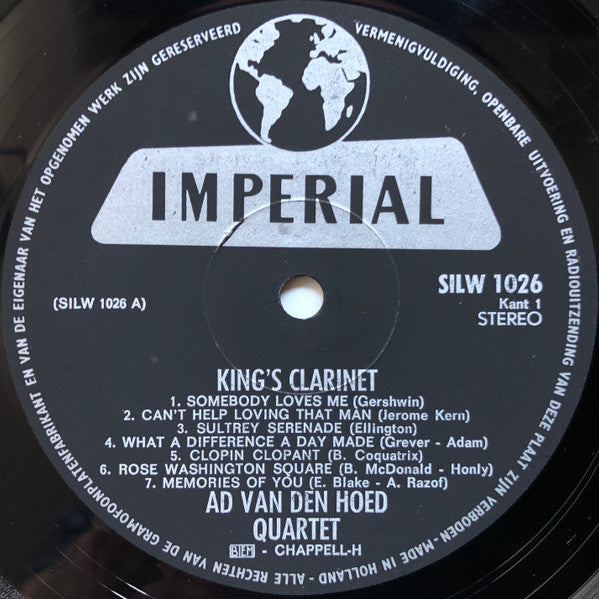 ALLE RECHTEN VAN DE GRAMOFOONPLATENFABRIKANT EN VAN DE EIGENAAR VAN HET OPGENOMEN WERK ZIJN GERESERVEERD
VERMENIGVULDIGING, OPENBARE UITVOERING EN RADIOUITZENDING VAN DEZE PLAAT ZIJN VERBODEN - MADE IN HOLLAND -
IMPERIAL
SILW 1026
Kant 1
STEREO
(SILW 1026 A)
KING'S CLARINET
1. SOMEBODY LOVES ME (Gershwin)
2. CAN'T HELP LOVING THAT MAN (Jerome Kern)
3. SULTREY SERENADE (Ellington)
4. WHAT A DIFFERENCE A DAY MADE (Grever - Adam)
5. CLOPIN CLOPANT (B. Coquatrix)
6. ROSE WASHINGTON SQUARE (B. McDonald - Honly)
7. MEMORIES OF YOU (E. Blake - A. Razof)
AD VAN DEN HOED
QUARTET
BIEM - CHAPPELL-H